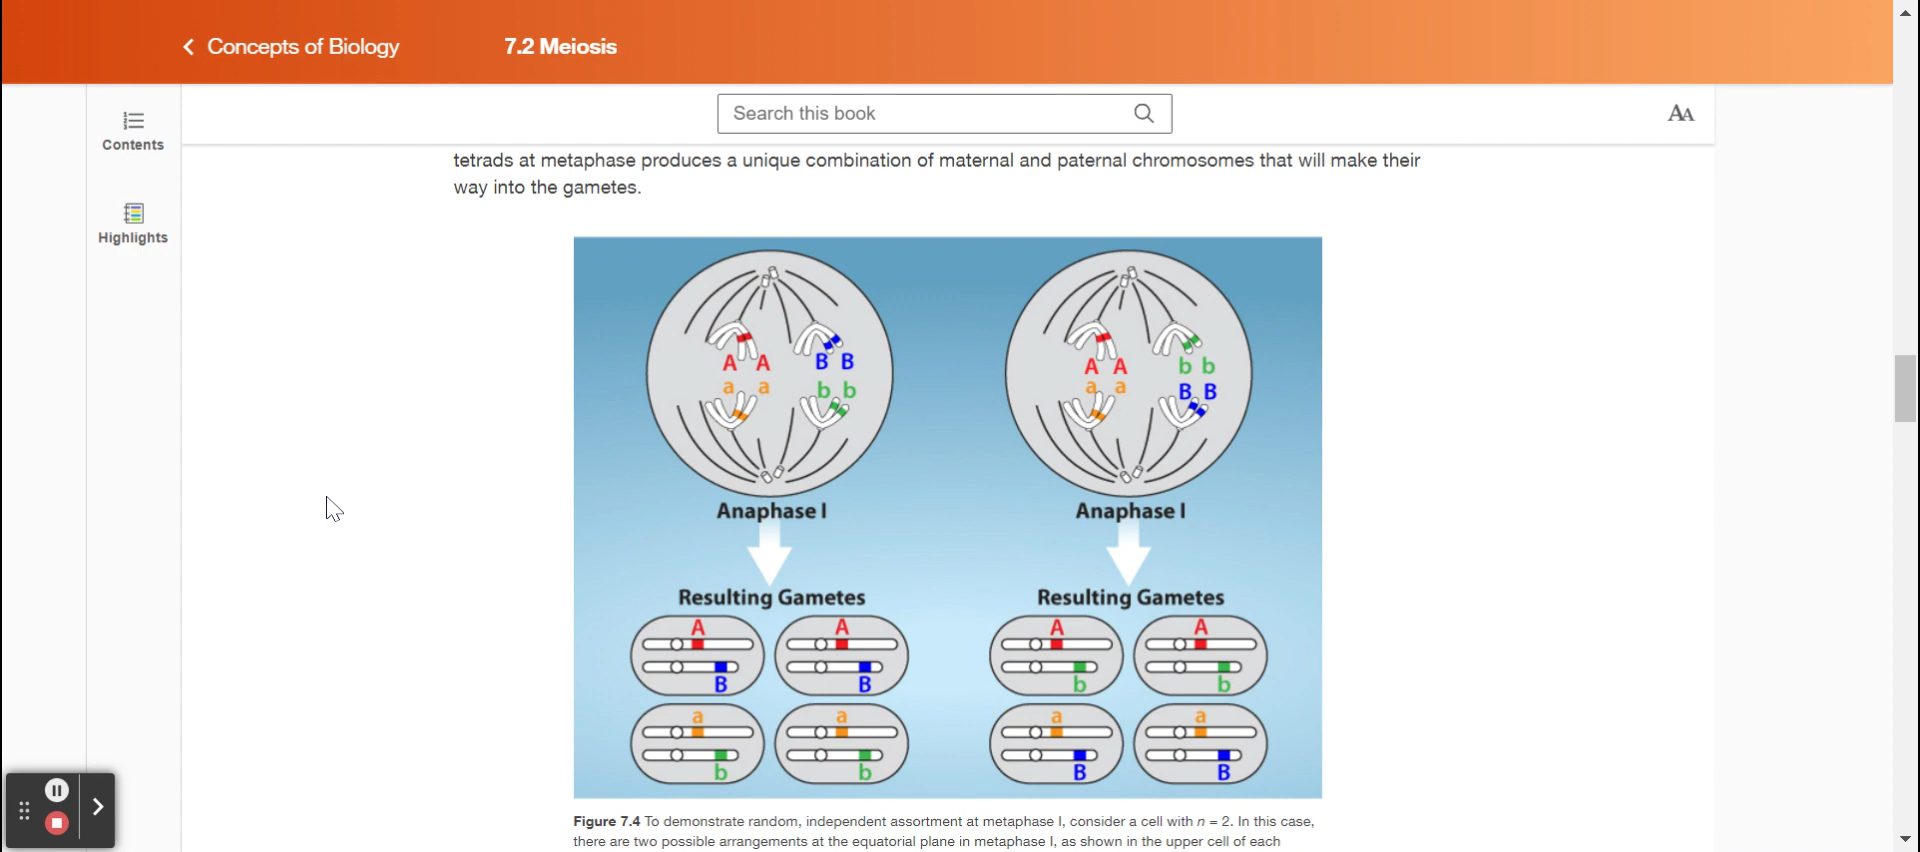 Concepts of Biology 7.2 Meiosis
Search this book
AA
Contents
Highlights
tetrads at metaphase produces a unique combination of maternal and paternal chromosomes that will make their
way into the gametes.
A A B B
a a b b
A A b b
a a B B
Anaphase I Anaphase I
Resulting Gametes Resulting Gametes
A A A A
B B b b
a a a a
b b B B
Figure 7.4 To demonstrate random, independent assortment at metaphase I, consider a cell with n = 2. In this case,
there are two possible arrangements at the equatorial plane in metaphase I, as shown in the upper cell of each